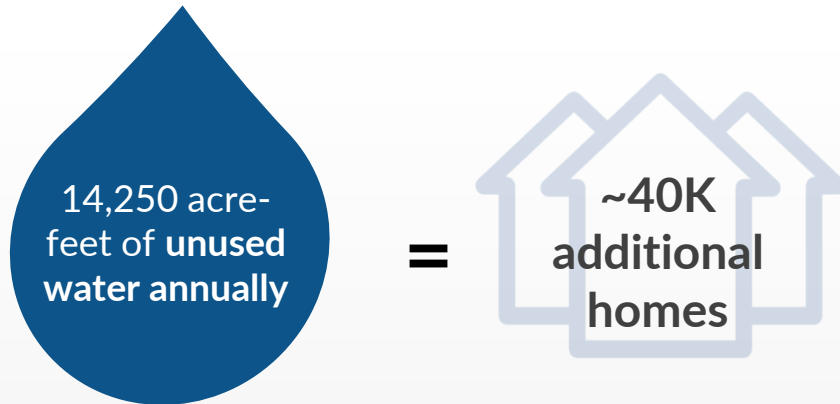 14,250 acre-
feet of unused
water annually
=
~40K
additional
homes